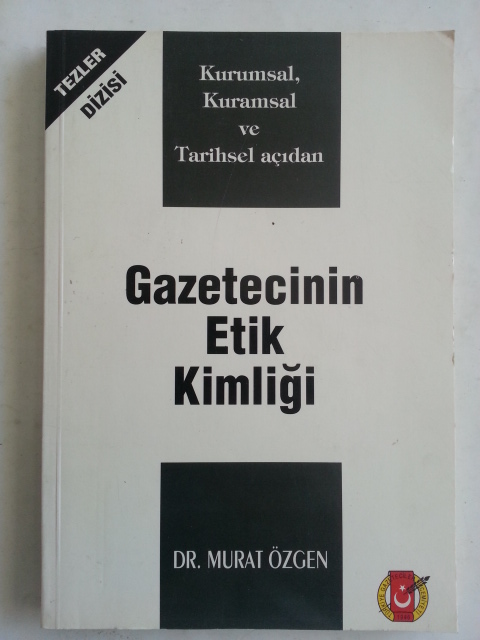 TEZLER
DİZİSİ
Kurumsal,
Kuramsal
ve
Tarihsel açıdan
Gazetecinin
Etik
Kimliği
DR. MURAT ÖZGEN